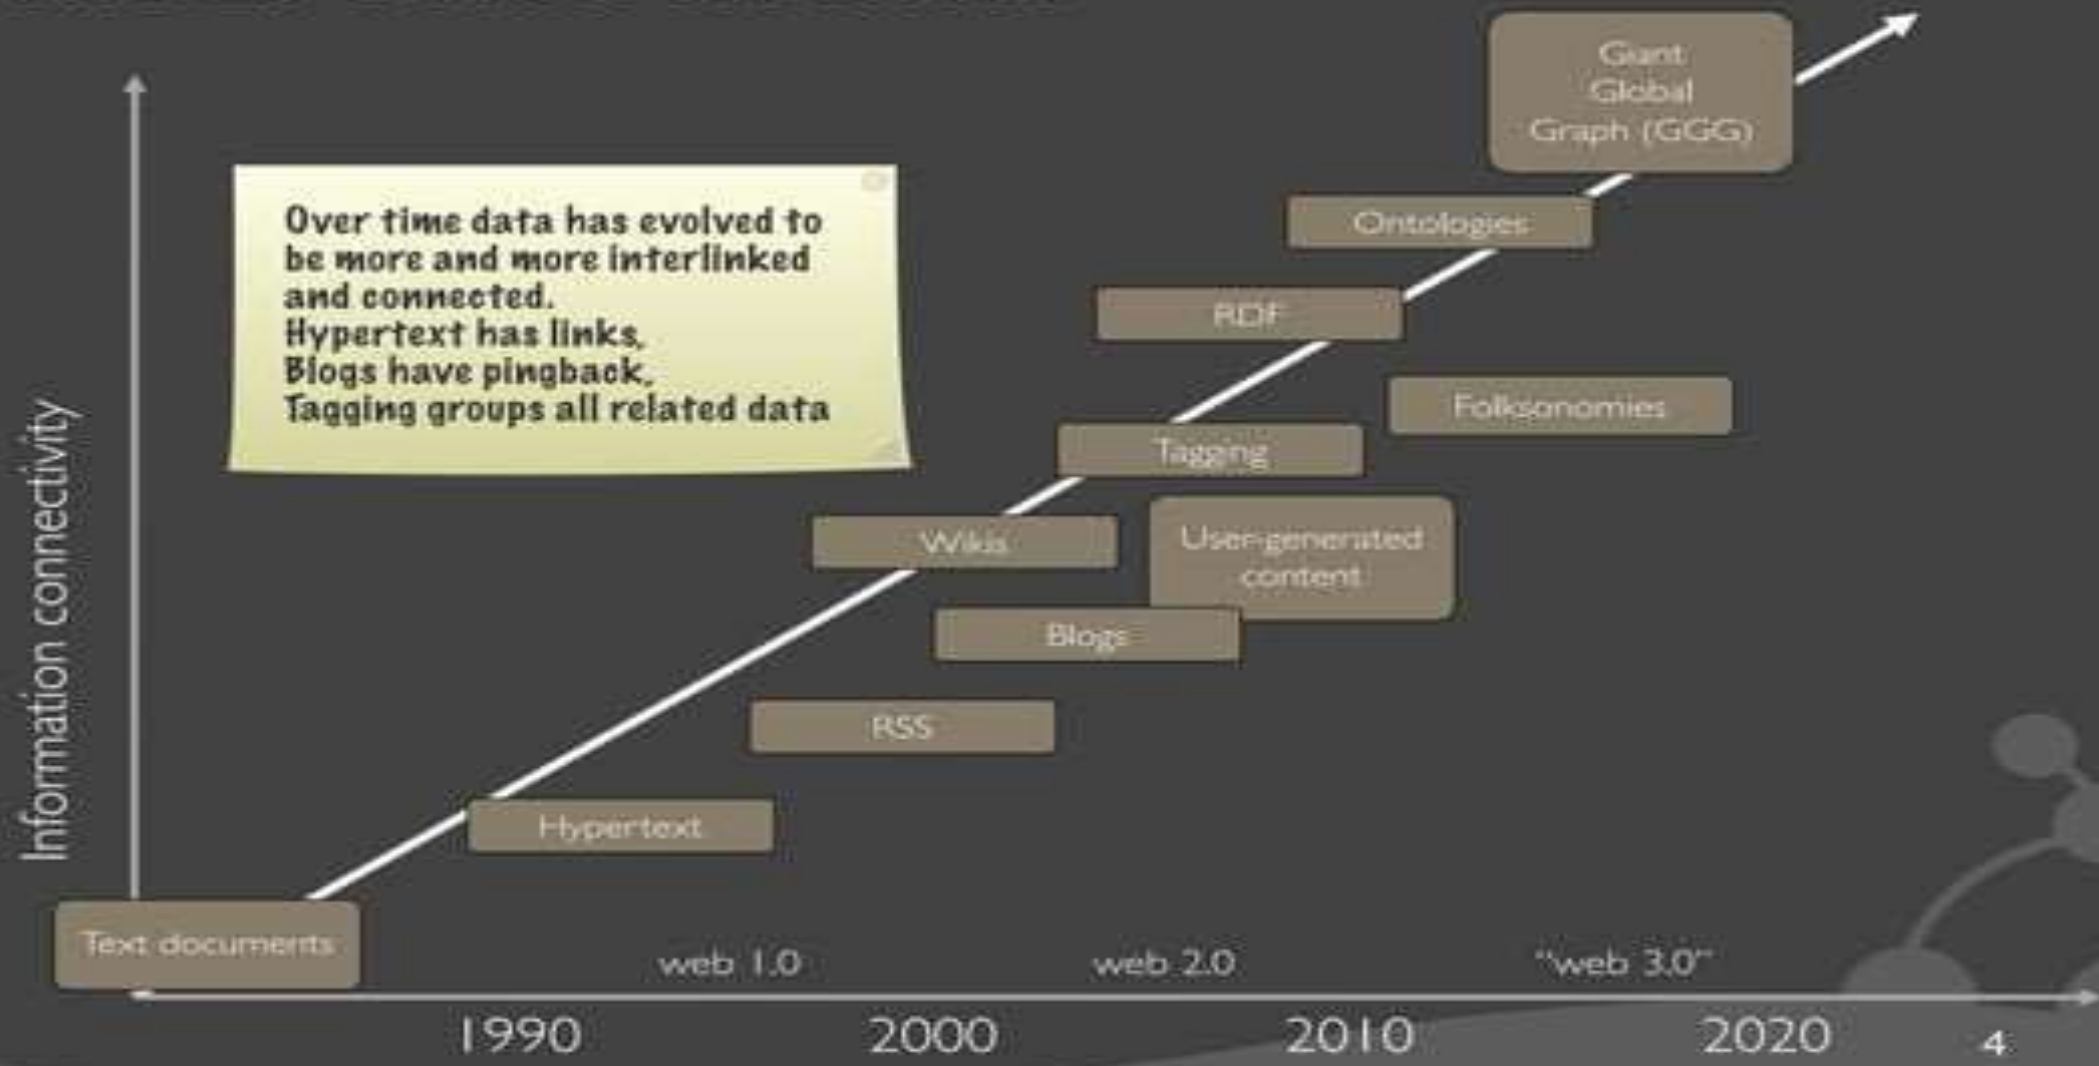 Giant
Global
Graph (GGG)
Over time data has evolved to
be more and more interlinked
and connected.
Hypertext has links,
Blogs have pingback,
Tagging groups all related data
Ontologies
RDF
Folksonomies
Tagging
User-generated
content
Wikis
Blogs
RSS
Hypertext
Information connectivity
Text documents
web 1.0
web 2.0
"web 3.0"
1990
2000
2010
2020
4